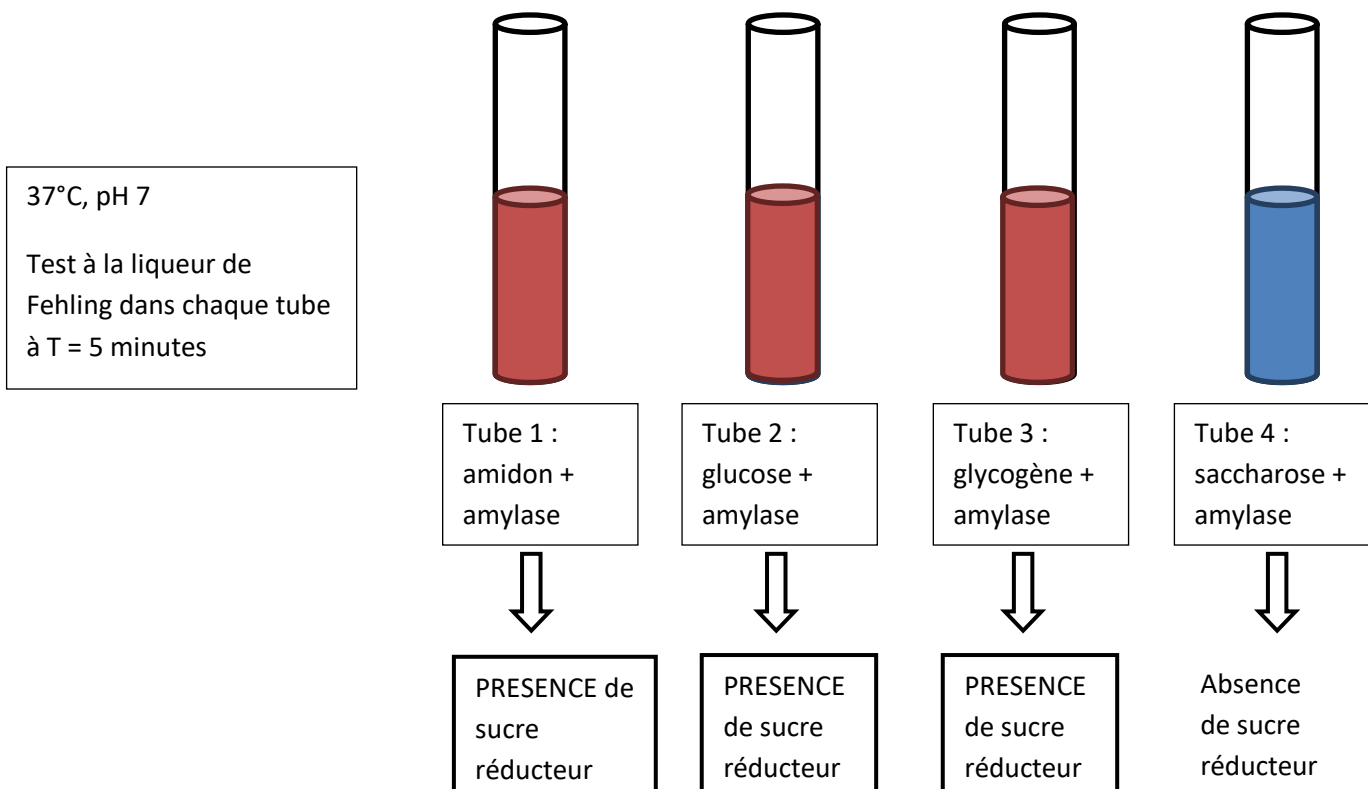 37°C, pH 7
Test à la liqueur de
Fehling dans chaque tube
à T = 5 minutes
Tube 1 :
amidon +
amylase
Tube 2 :
glucose +
amylase
Tube 3 :
glycogène +
amylase
Tube 4 :
saccharose +
amylase
PRESENCE de
sucre
réducteur
PRESENCE
de sucre
réducteur
PRESENCE
de sucre
réducteur
Absence
de sucre
réducteur